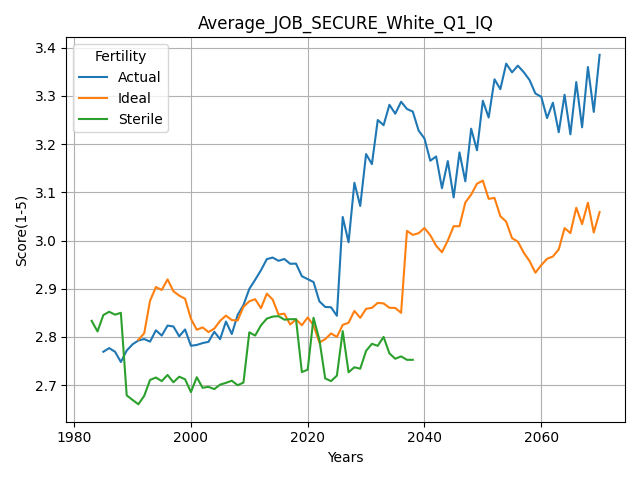 Average_JOB_SECURE_White_Q1_IQ
Score(1-5)
3.4
3.3
3.2
3.1
3.0
2.9
2.8
2.7
Fertility
Actual
Ideal
Sterile
1980 2000 2020 2040 2060
Years